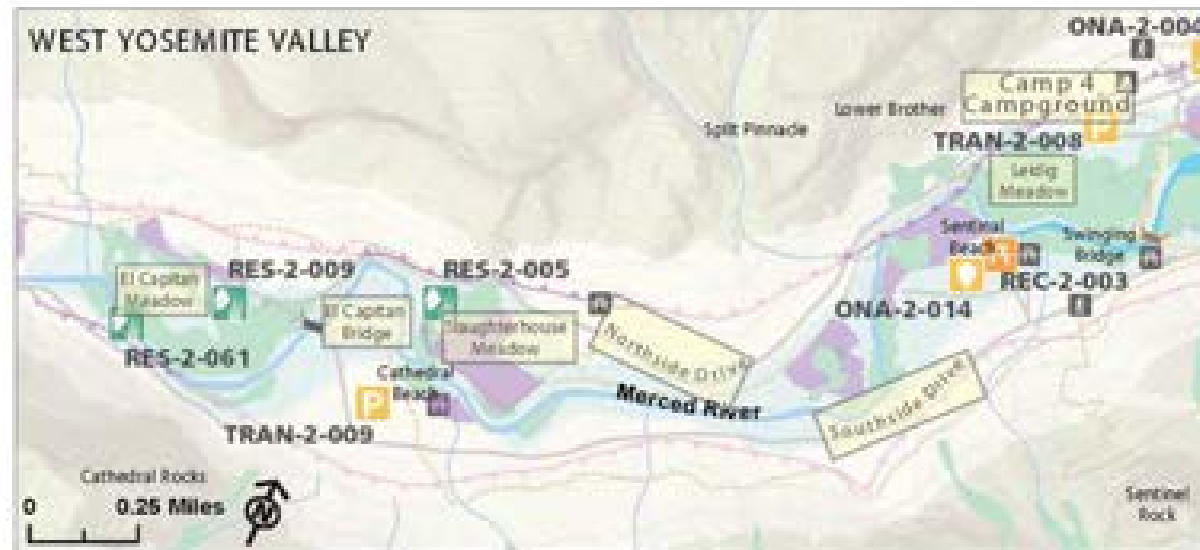 WEST YOSEMITE VALLEY
ONA-2-004
Camp 4
Campground
Lower Brother
Split Pinnacle
TRAN-2-008
Leidig
Meadow
Sentinal
Beach
Swinging
Bridge
REC-2-003
ONA-2-014
RES-2-009
RES-2-005
El Capitan
Meadow
El Capitan
Bridge
Slaughterhouse
Meadow
Northside Drive
RES-2-061
Cathedral
Beach
P
Merced River
Southside Drive
TRAN-2-009
Cathedral Rocks
Sentinel
Rock
0
0.25 Miles
N
P